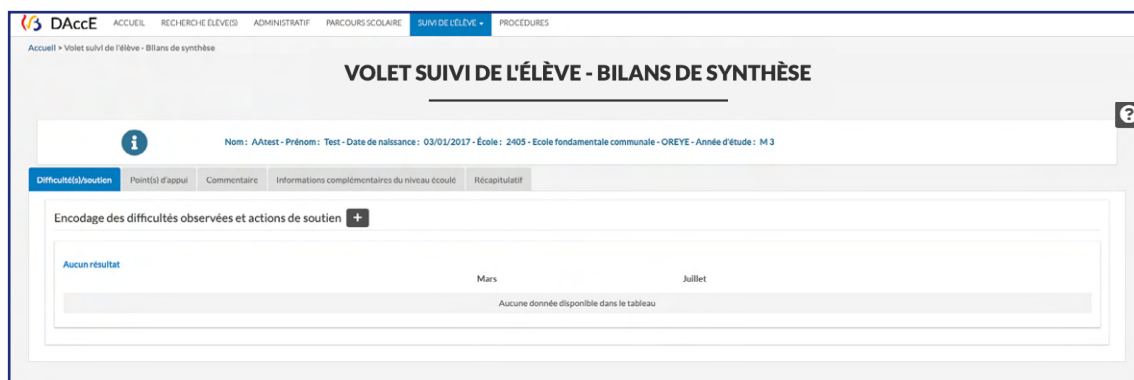 DAccE ACCUEIL RECHERCHE ÉLÈVE(S) ADMINISTRATIF PARCOURS SCOLAIRE SUIVI DE L'ÉLÈVE PROCÉDURES
Accueil > Volet suivi de l'élève - Bilans de synthèse
VOLET SUIVI DE L'ÉLÈVE - BILANS DE SYNTHÈSE
?
i
Nom : AAtest - Prénom : Test - Date de naissance : 03/01/2017 - École : 2405 - Ecole fondamentale communale - OREYE - Année d'étude : M 3
Difficulté(s)/soutien Point(s) d'appui Commentaire Informations complémentaires du niveau écoulé Récapitulatif
Encodage des difficultés observées et actions de soutien +
Aucun résultat
Mars Juillet
Aucune donnée disponible dans le tableau